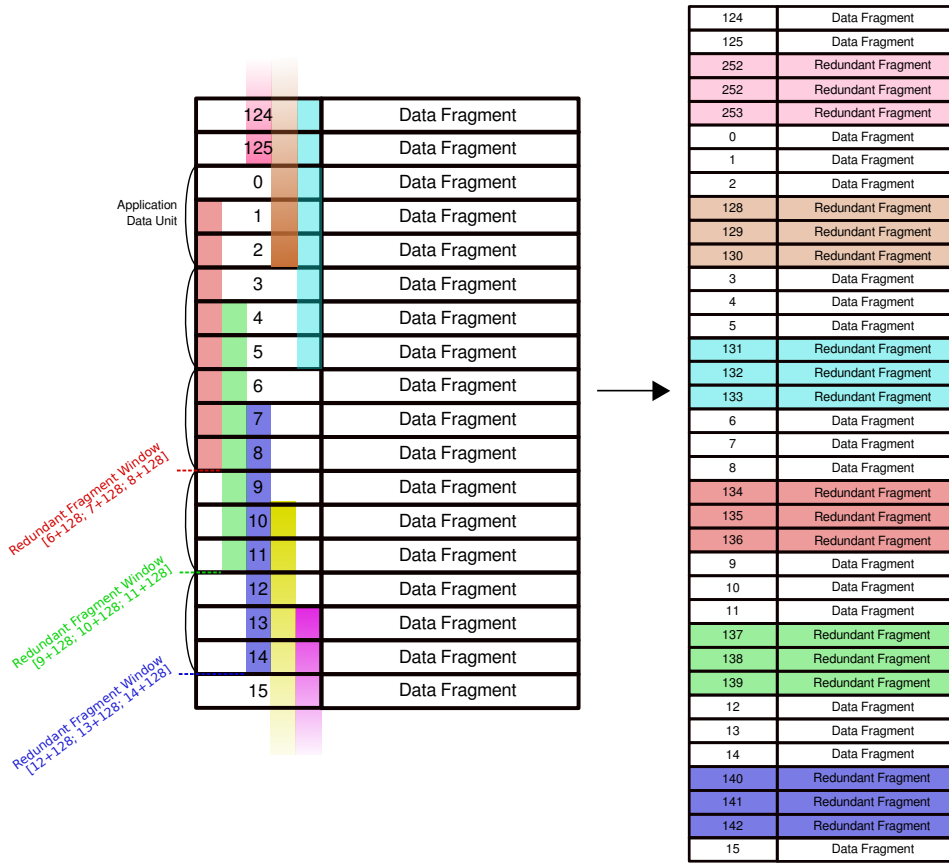 124 Data Fragment
125 Data Fragment
0 Data Fragment
1 Data Fragment
2 Data Fragment
3 Data Fragment
4 Data Fragment
5 Data Fragment
6 Data Fragment
7 Data Fragment
8 Data Fragment
9 Data Fragment
10 Data Fragment
11 Data Fragment
12 Data Fragment
13 Data Fragment
14 Data Fragment
15 Data Fragment
Application
Data Unit
Redundant Fragment Window
[6+128; 7+128; 8+128]
Redundant Fragment Window
[9+128; 10+128; 11+128]
Redundant Fragment Window
[12+128; 13+128; 14+128]
124 Data Fragment
125 Data Fragment
252 Redundant Fragment
252 Redundant Fragment
253 Redundant Fragment
0 Data Fragment
1 Data Fragment
2 Data Fragment
128 Redundant Fragment
129 Redundant Fragment
130 Redundant Fragment
3 Data Fragment
4 Data Fragment
5 Data Fragment
131 Redundant Fragment
132 Redundant Fragment
133 Redundant Fragment
6 Data Fragment
7 Data Fragment
8 Data Fragment
134 Redundant Fragment
135 Redundant Fragment
136 Redundant Fragment
9 Data Fragment
10 Data Fragment
11 Data Fragment
137 Redundant Fragment
138 Redundant Fragment
139 Redundant Fragment
12 Data Fragment
13 Data Fragment
14 Data Fragment
140 Redundant Fragment
141 Redundant Fragment
142 Redundant Fragment
15 Data Fragment